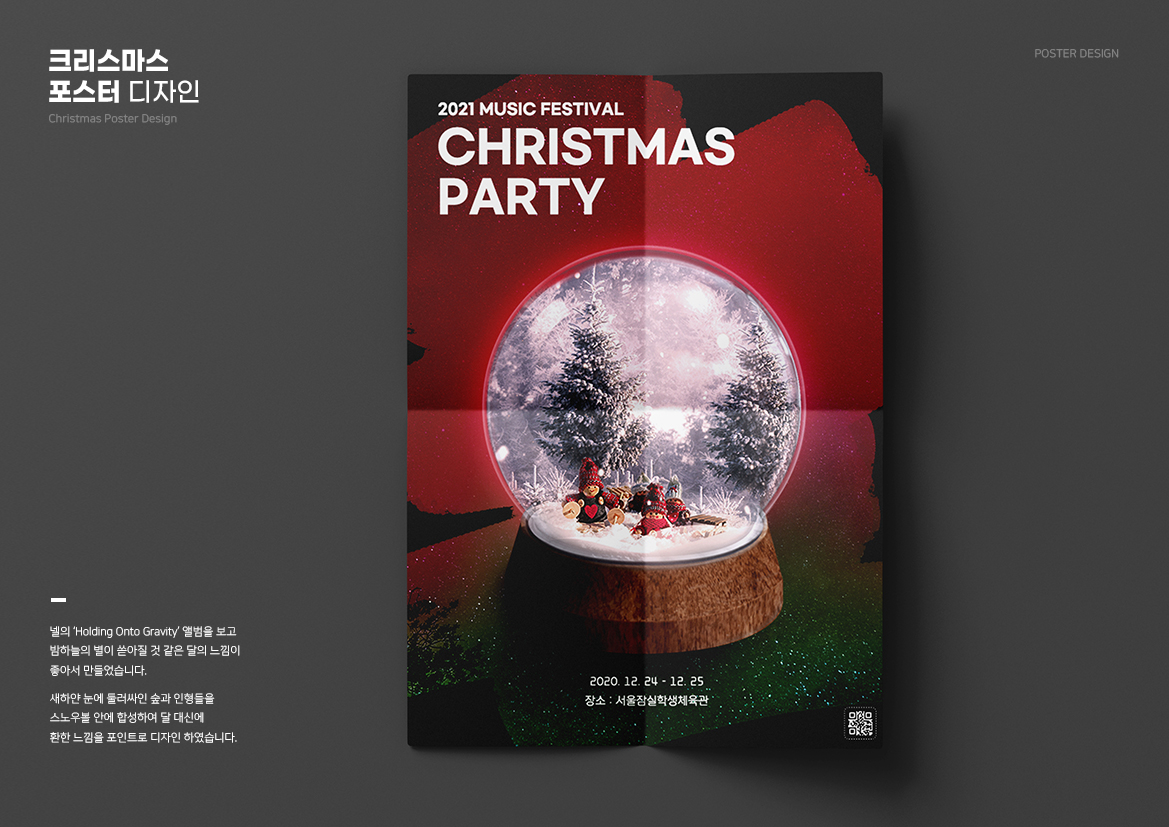 크리스마스
포스터 디자인
Christmas Poster Design
POSTER DESIGN
2021 MUSIC FESTIVAL
CHRISTMAS
PARTY
2020. 12. 24 - 12. 25
장소 : 서울잠실학생체육관
넬의 'Holding Onto Gravity' 앨범을 보고
밤하늘의 별이 쏟아질 것 같은 달의 느낌이
좋아서 만들었습니다.
새하얀 눈에 둘러싸인 숲과 인형들을
스노우볼 안에 합성하여 달 대신에
환한 느낌을 포인트로 디자인 하였습니다.